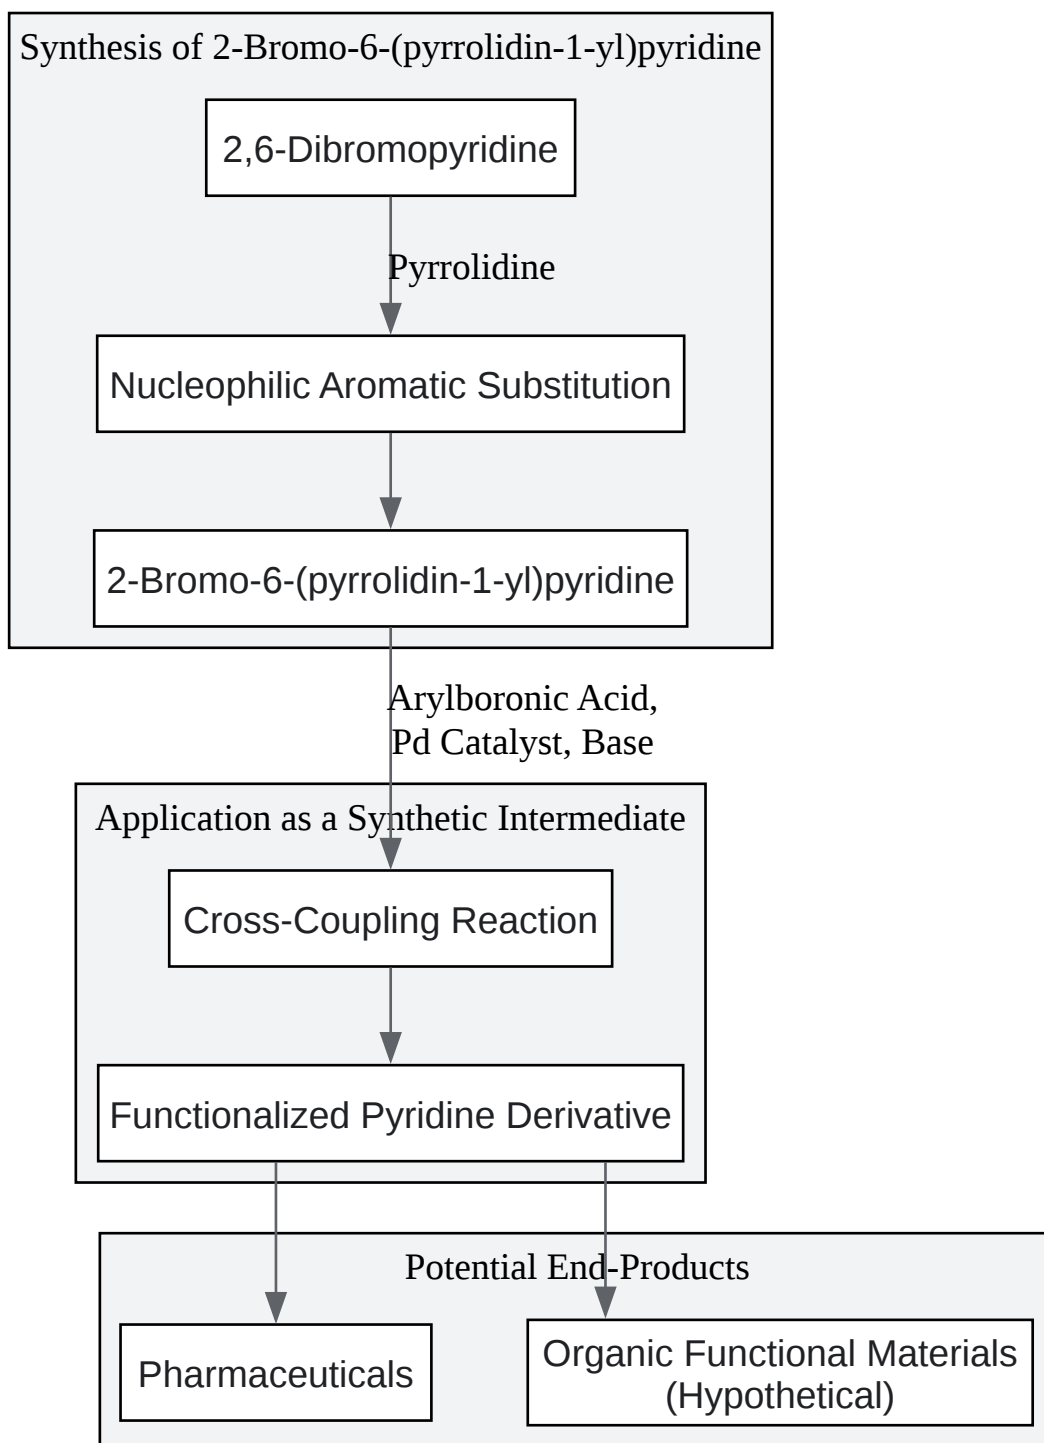 Synthesis of 2-Bromo-6-(pyrrolidin-1-yl)pyridine
2,6-Dibromopyridine
Pyrrolidine
Nucleophilic Aromatic Substitution
2-Bromo-6-(pyrrolidin-1-yl)pyridine
Arylboronic Acid,
Pd Catalyst, Base
Application as a Synthetic Intermediate
Cross-Coupling Reaction
Functionalized Pyridine Derivative
Potential End-Products
Pharmaceuticals
Organic Functional Materials
(Hypothetical)